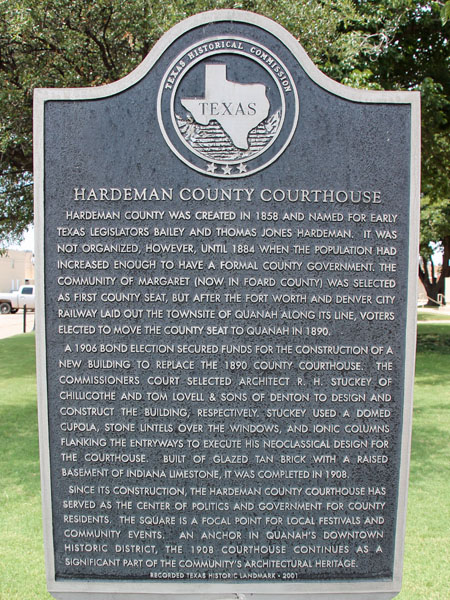 TEXAS HISTORICAL COMMISSION
TEXAS
HARDEMAN COUNTY COURTHOUSE
HARDEMAN COUNTY WAS CREATED IN 1858 AND NAMED FOR EARLY
TEXAS LEGISLATORS BAILEY AND THOMAS JONES HARDEMAN. IT WAS
NOT ORGANIZED, HOWEVER, UNTIL 1884 WHEN THE POPULATION HAD
INCREASED ENOUGH TO HAVE A FORMAL COUNTY GOVERNMENT. THE
COMMUNITY OF MARGARET (NOW IN FOARD COUNTY) WAS SELECTED
AS FIRST COUNTY SEAT, BUT AFTER THE FORT WORTH AND DENVER CITY
RAILWAY LAID OUT THE TOWNSITE OF QUANAH ALONG ITS LINE, VOTERS
ELECTED TO MOVE THE COUNTY SEAT TO QUANAH IN 1890.
A 1906 BOND ELECTION SECURED FUNDS FOR THE CONSTRUCTION OF A
NEW BUILDING TO REPLACE THE 1890 COUNTY COURTHOUSE. THE
COMMISSIONERS COURT SELECTED ARCHITECT R. H. STUCKEY OF
CHILLICOTHE AND TOM LOVELL & SONS OF DENTON TO DESIGN AND
CONSTRUCT THE BUILDING, RESPECTIVELY. STUCKEY USED A DOMED
CUPOLA, STONE LINTELS OVER THE WINDOWS, AND IONIC COLUMNS
FLANKING THE ENTRYWAYS TO EXECUTE HIS NEOCLASSICAL DESIGN FOR
THE COURTHOUSE. BUILT OF GLAZED TAN BRICK WITH A RAISED
BASEMENT OF INDIANA LIMESTONE, IT WAS COMPLETED IN 1908.
SINCE ITS CONSTRUCTION, THE HARDEMAN COUNTY COURTHOUSE HAS
SERVED AS THE CENTER OF POLITICS AND GOVERNMENT FOR COUNTY
RESIDENTS. THE SQUARE IS A FOCAL POINT FOR LOCAL FESTIVALS AND
COMMUNITY EVENTS. AN ANCHOR IN QUANAH'S DOWNTOWN
HISTORIC DISTRICT, THE 1908 COURTHOUSE CONTINUES AS A
SIGNIFICANT PART OF THE COMMUNITY'S ARCHITECTURAL HERITAGE.
RECORDED TEXAS HISTORIC LANDMARK • 2001